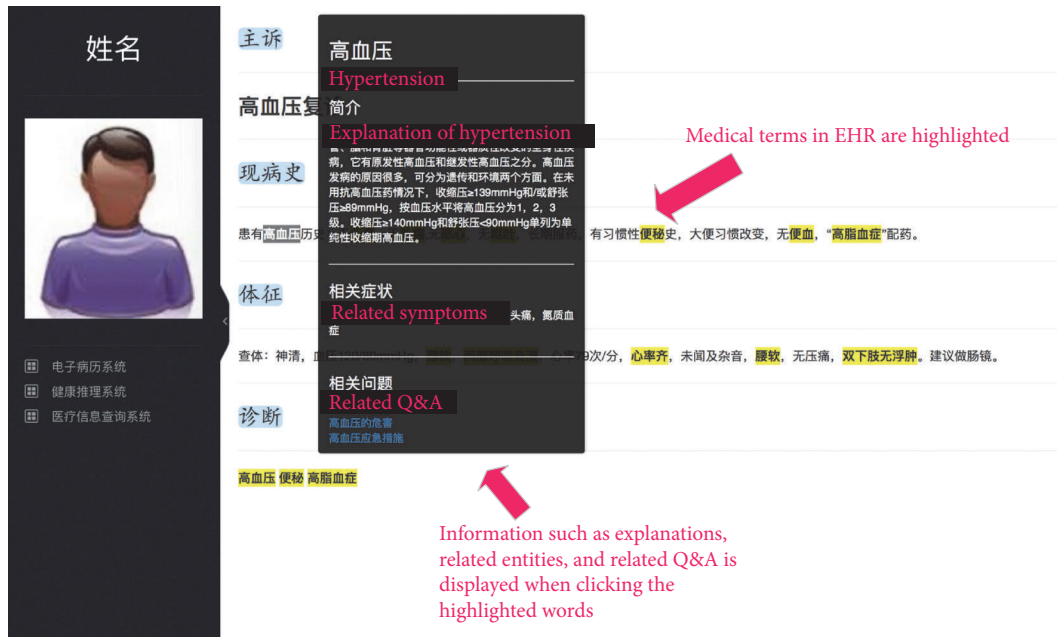 姓名
电子病历系统
健康推理系统
医疗信息查询系统
主诉
高血压复
现病史
患有高血压历史
有习惯性便秘史，大便习惯改变，无便血，“高脂血症”配药。
体征
查体：神清，
79次/分，心率齐，未闻及杂音，腰软，无压痛，双下肢无浮肿。建议做肠镜。
诊断
高血压 便秘 高脂血症
高血压
Hypertension
简介
Explanation of hypertension
病，它有原发性高血压和继发性高血压之分。高血压
发病的原因很多，可分为遗传和环境两个方面。在未
用抗高血压药情况下，收缩压≥139mmHg和/或舒张
压≥89mmHg，按血压水平将高血压分为1，2，3
级。收缩压≥140mmHg和舒张压<90mmHg单列为单
纯性收缩期高血压。
相关症状
Related symptoms
头痛，氮质血
症
相关问题
Related Q&A
高血压的危害
高血压应急措施
Medical terms in EHR are highlighted
Information such as explanations,
related entities, and related Q&A is
displayed when clicking the
highlighted words